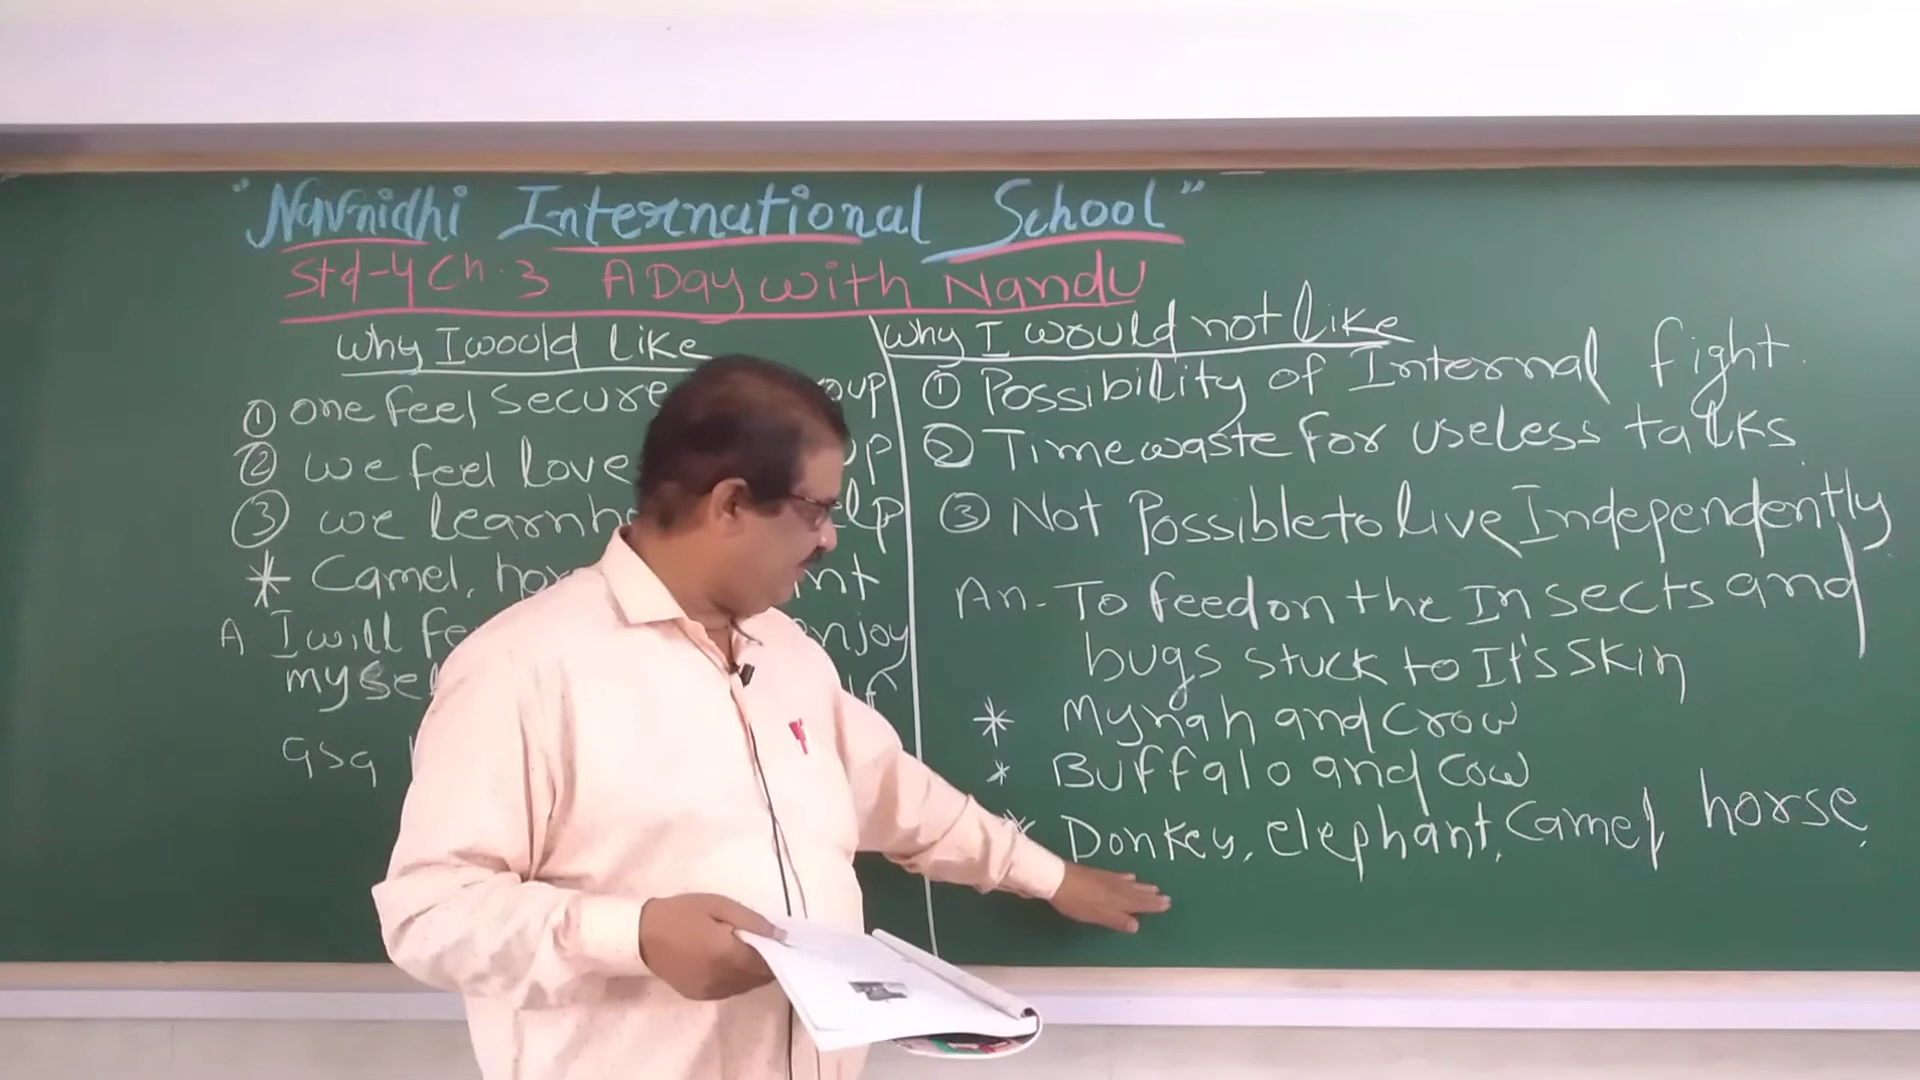 "Navnidhi International School"
Std-4 Ch.3 A Day with Nandu
Why I would like
① one feel secure
② we feel love
③ we learn
* Camel,
A. I will
enjoy
Why I would not like
① Possibility of Internal fight.
② Time waste for useless talks.
③ Not Possible to live Independently.
An- To feed on the Insects and
bugs stuck to It's skin
* Mynah and crow
* Buffalo and cow
* Donkey, elephant, Camel, horse.